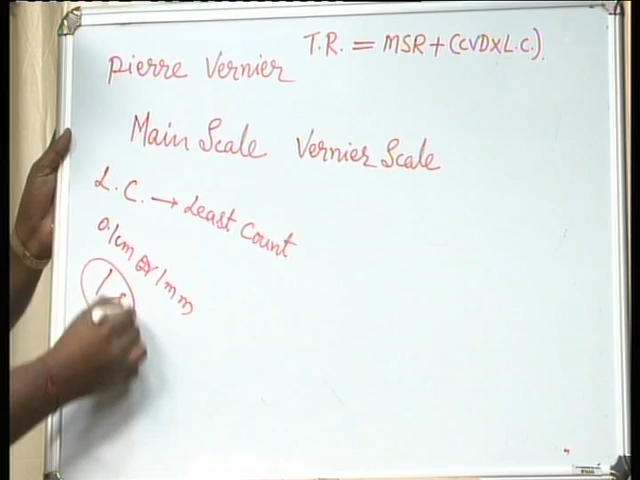 T.R. = MSR + (CVD X L.C.)
Pierre Vernier
Main Scale Vernier Scale
L.C. → Least Count
0.1cm or 1mm